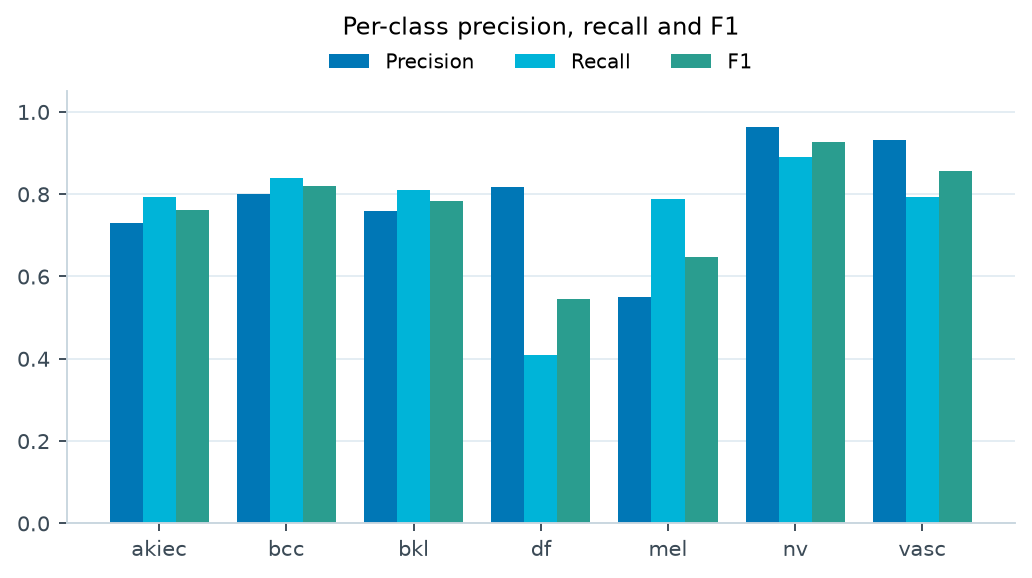 Per-class precision, recall and F1
Precision Recall F1
1.0
0.8
0.6
0.4
0.2
0.0
akiec bcc bkl df mel nv vasc